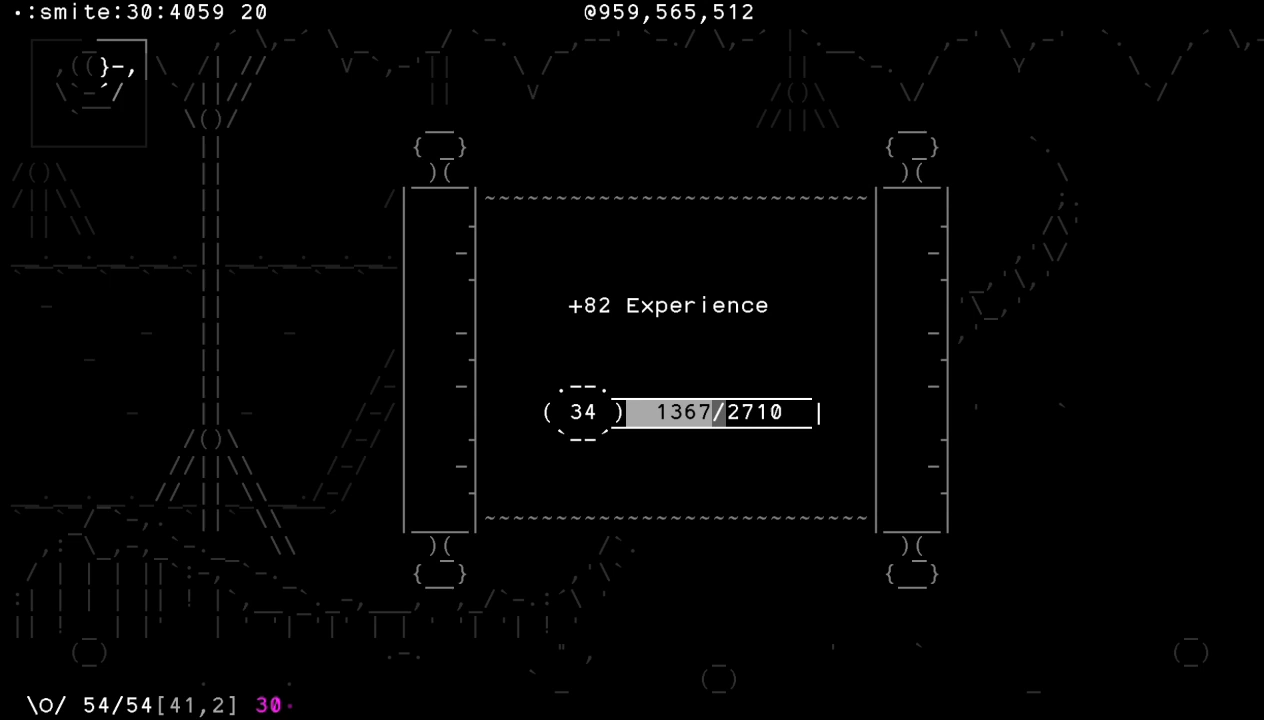 ·:smite:30:4059 20 @959,565,512
+82 Experience
( 34 ) 1367/2710 |
\O/ 54/54[41,2] 30·